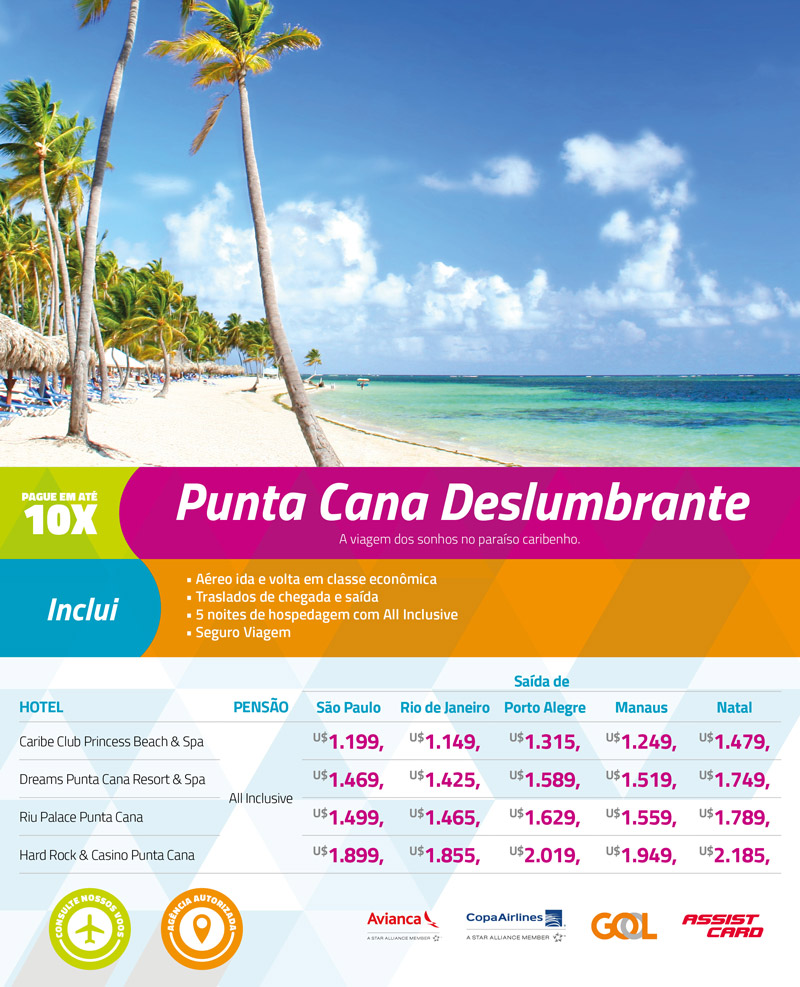 PAGUE EM ATÉ
10X
Punta Cana Deslumbrante
A viagem dos sonhos no paraíso caribenho.
Inclui
• Aéreo ida e volta em classe econômica
• Traslados de chegada e saída
• 5 noites de hospedagem com All Inclusive
• Seguro Viagem
Saída de
HOTEL PENSÃO São Paulo Rio de Janeiro Porto Alegre Manaus Natal
Caribe Club Princess Beach & Spa U$1.199, U$1.149, U$1.315, U$1.249, U$1.479,
Dreams Punta Cana Resort & Spa U$1.469, U$1.425, U$1.589, U$1.519, U$1.749,
All Inclusive
Riu Palace Punta Cana U$1.499, U$1.465, U$1.629, U$1.559, U$1.789,
Hard Rock & Casino Punta Cana U$1.899, U$1.855, U$2.019, U$1.949, U$2.185,
CONSULTE NOSSOS VOOS
AGÊNCIA AUTORIZADA
Avianca
A STAR ALLIANCE MEMBER
CopaAirlines
A STAR ALLIANCE MEMBER
GOL
ASSIST
CARD